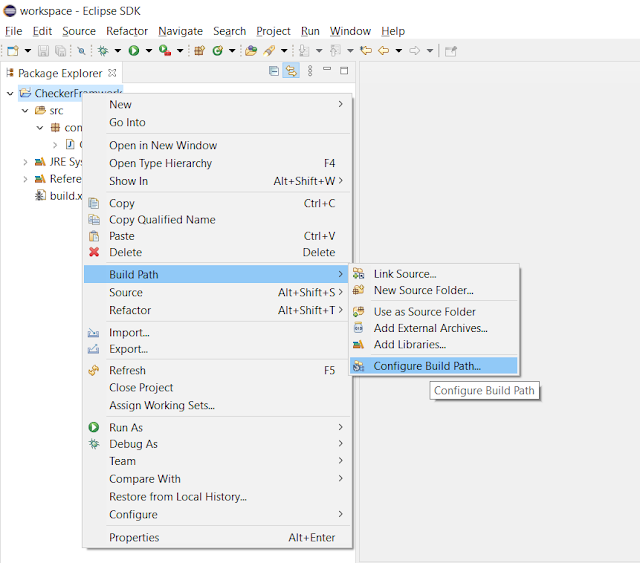 workspace - Eclipse SDK
File Edit Source Refactor Navigate Search Project Run Window Help
Package Explorer
CheckerFramwork
New
Go Into
src
con
Open in New Window
Open Type Hierarchy F4
Show In Alt+Shift+W
JRE Sys
Refere
build.x
Copy Ctrl+C
Copy Qualified Name
Paste Ctrl+V
Delete Delete
Build Path
Source Alt+Shift+S
Refactor Alt+Shift+T
Import...
Export...
Refresh F5
Close Project
Assign Working Sets...
Run As
Debug As
Team
Compare With
Restore from Local History...
Configure
Properties Alt+Enter
Link Source...
New Source Folder...
Use as Source Folder
Add External Archives...
Add Libraries...
Configure Build Path...
Configure Build Path